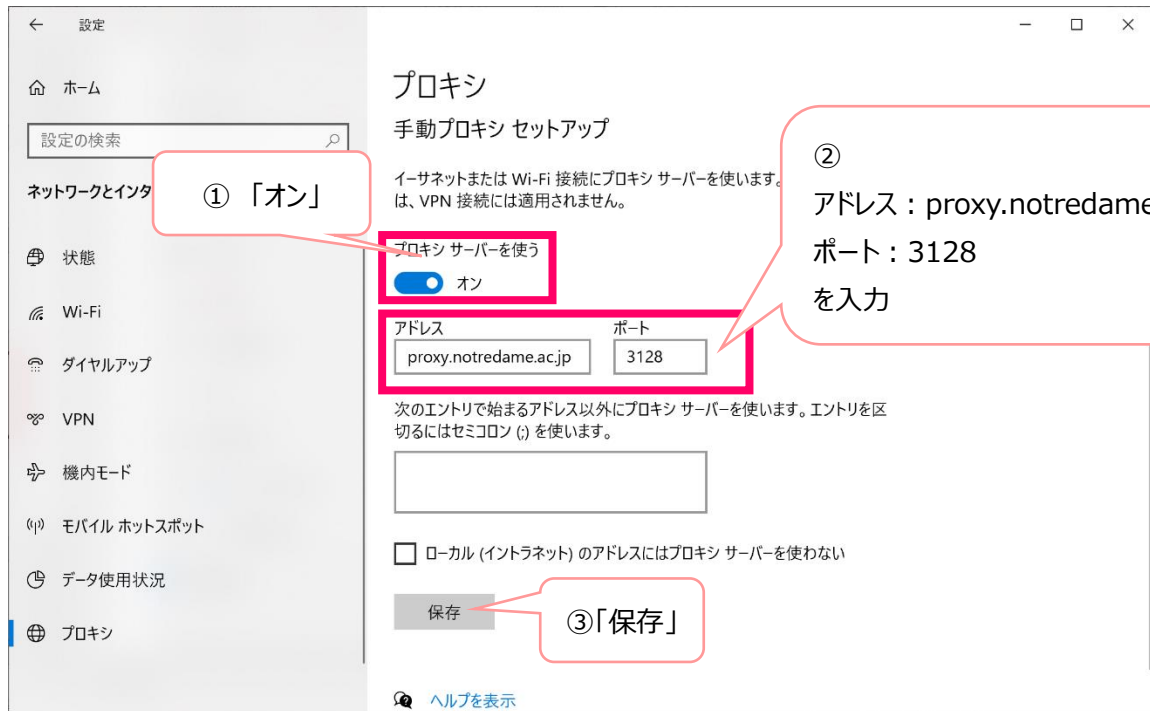 設定
ホーム
設定の検索
ネットワークとインタ
状態
Wi-Fi
ダイヤルアップ
VPN
機内モード
モバイル ホットスポット
データ使用状況
プロキシ
プロキシ
手動プロキシ セットアップ
イーサネットまたは Wi-Fi 接続にプロキシ サーバーを使います。
は、VPN 接続には適用されません。
① 「オン」
プロキシ サーバーを使う
オン
②
アドレス：proxy.notredame
ポート：3128
を入力
アドレス
ポート
proxy.notredame.ac.jp
3128
次のエントリで始まるアドレス以外にプロキシ サーバーを使います。エントリを区
切るにはセミコロン (;) を使います。
ローカル (イントラネット) のアドレスにはプロキシ サーバーを使わない
保存
③「保存」
ヘルプを表示